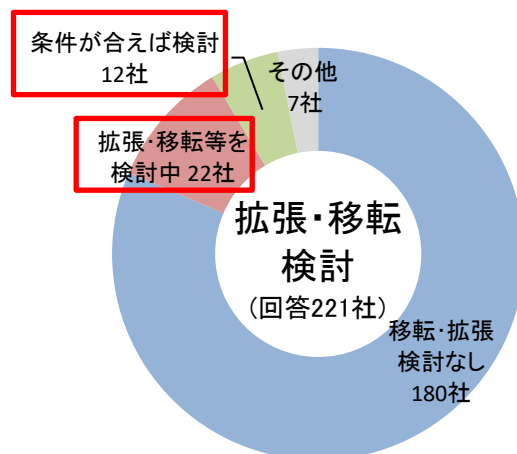 条件が合えば検討
12社
その他
7社
拡張・移転等を
検討中 22社
拡張・移転
検討
（回答221社）
移転・拡張
検討なし
180社